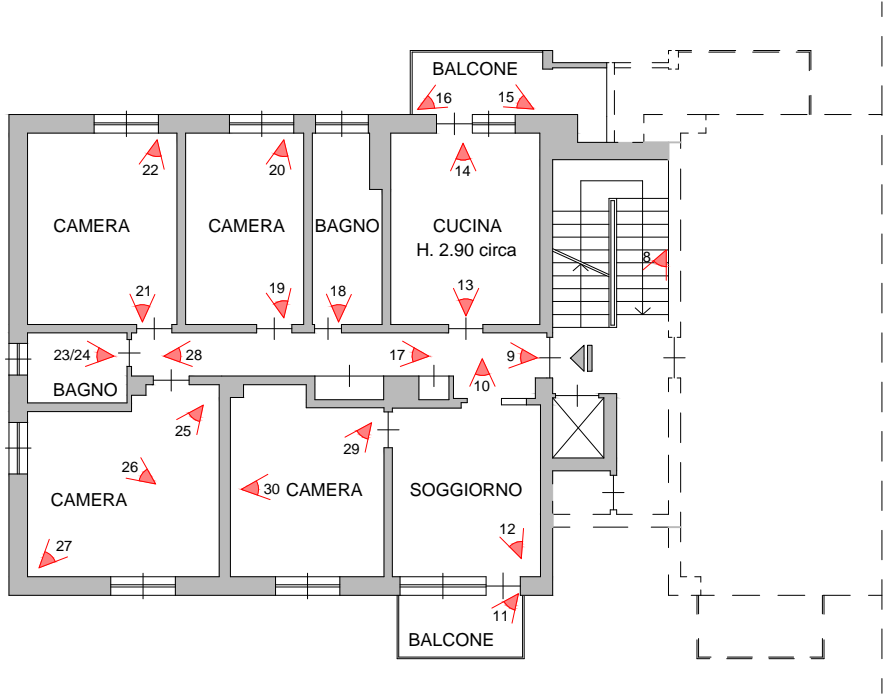 BALCONE
16
15
22
20
14
CAMERA
CAMERA
BAGNO
CUCINA
H. 2.90 circa
8
21
19
18
13
23/24
28
17
9
10
BAGNO
25
29
26
30
CAMERA
CAMERA
SOGGIORNO
12
27
11
BALCONE